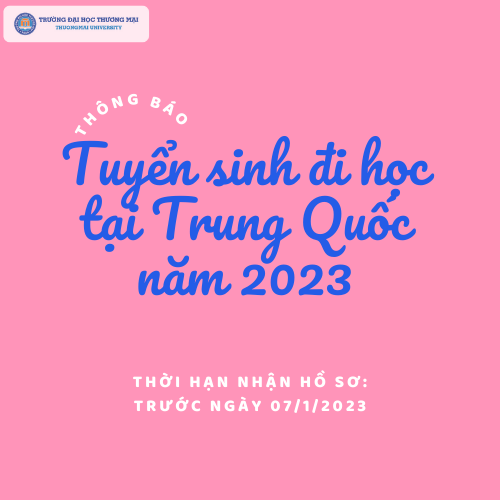 TRƯỜNG ĐẠI HỌC THƯƠNG MẠI
THUONGMAI UNIVERSITY
THÔNG BÁO
Tuyển sinh đi học
tại Trung Quốc
năm 2023
THỜI HẠN NHẬN HỒ SƠ:
TRƯỚC NGÀY 07/1/2023